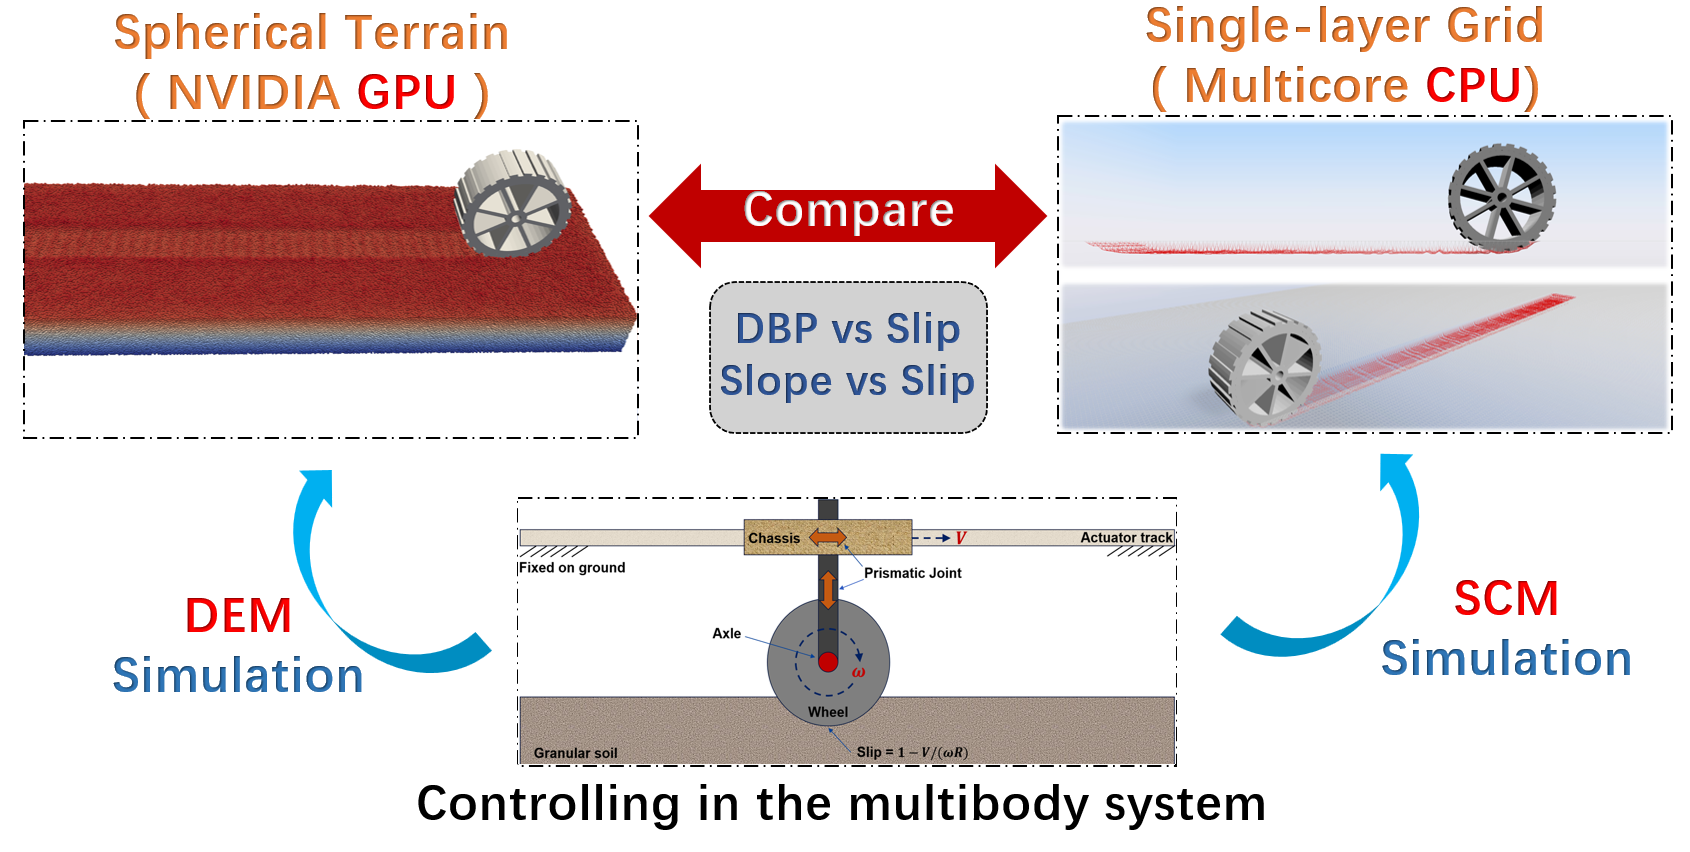 Spherical Terrain
( NVIDIA GPU )
Single-layer Grid
( Multicore CPU)
Compare
DBP vs Slip
Slope vs Slip
DEM
Simulation
SCM
Simulation
Chassis
V
Actuator track
Fixed on ground
Prismatic Joint
Axle
ω
Wheel
Granular soil
Slip = 1 − V/(ωR)
Controlling in the multibody system